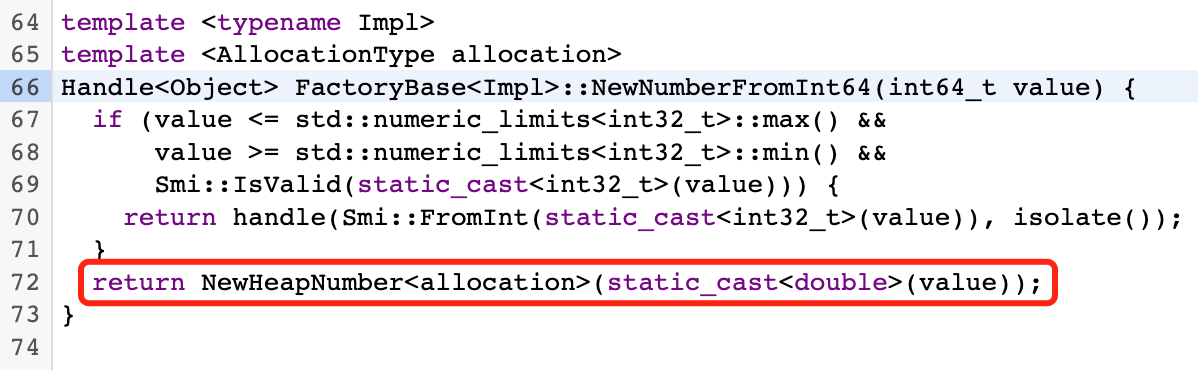 64 template <typename Impl>
65 template <AllocationType allocation>
66 Handle<Object> FactoryBase<Impl>::NewNumberFromInt64(int64_t value) {
67   if (value <= std::numeric_limits<int32_t>::max() &&
68       value >= std::numeric_limits<int32_t>::min() &&
69       Smi::IsValid(static_cast<int32_t>(value))) {
70     return handle(Smi::FromInt(static_cast<int32_t>(value)), isolate());
71   }
72   return NewHeapNumber<allocation>(static_cast<double>(value));
73 }
74